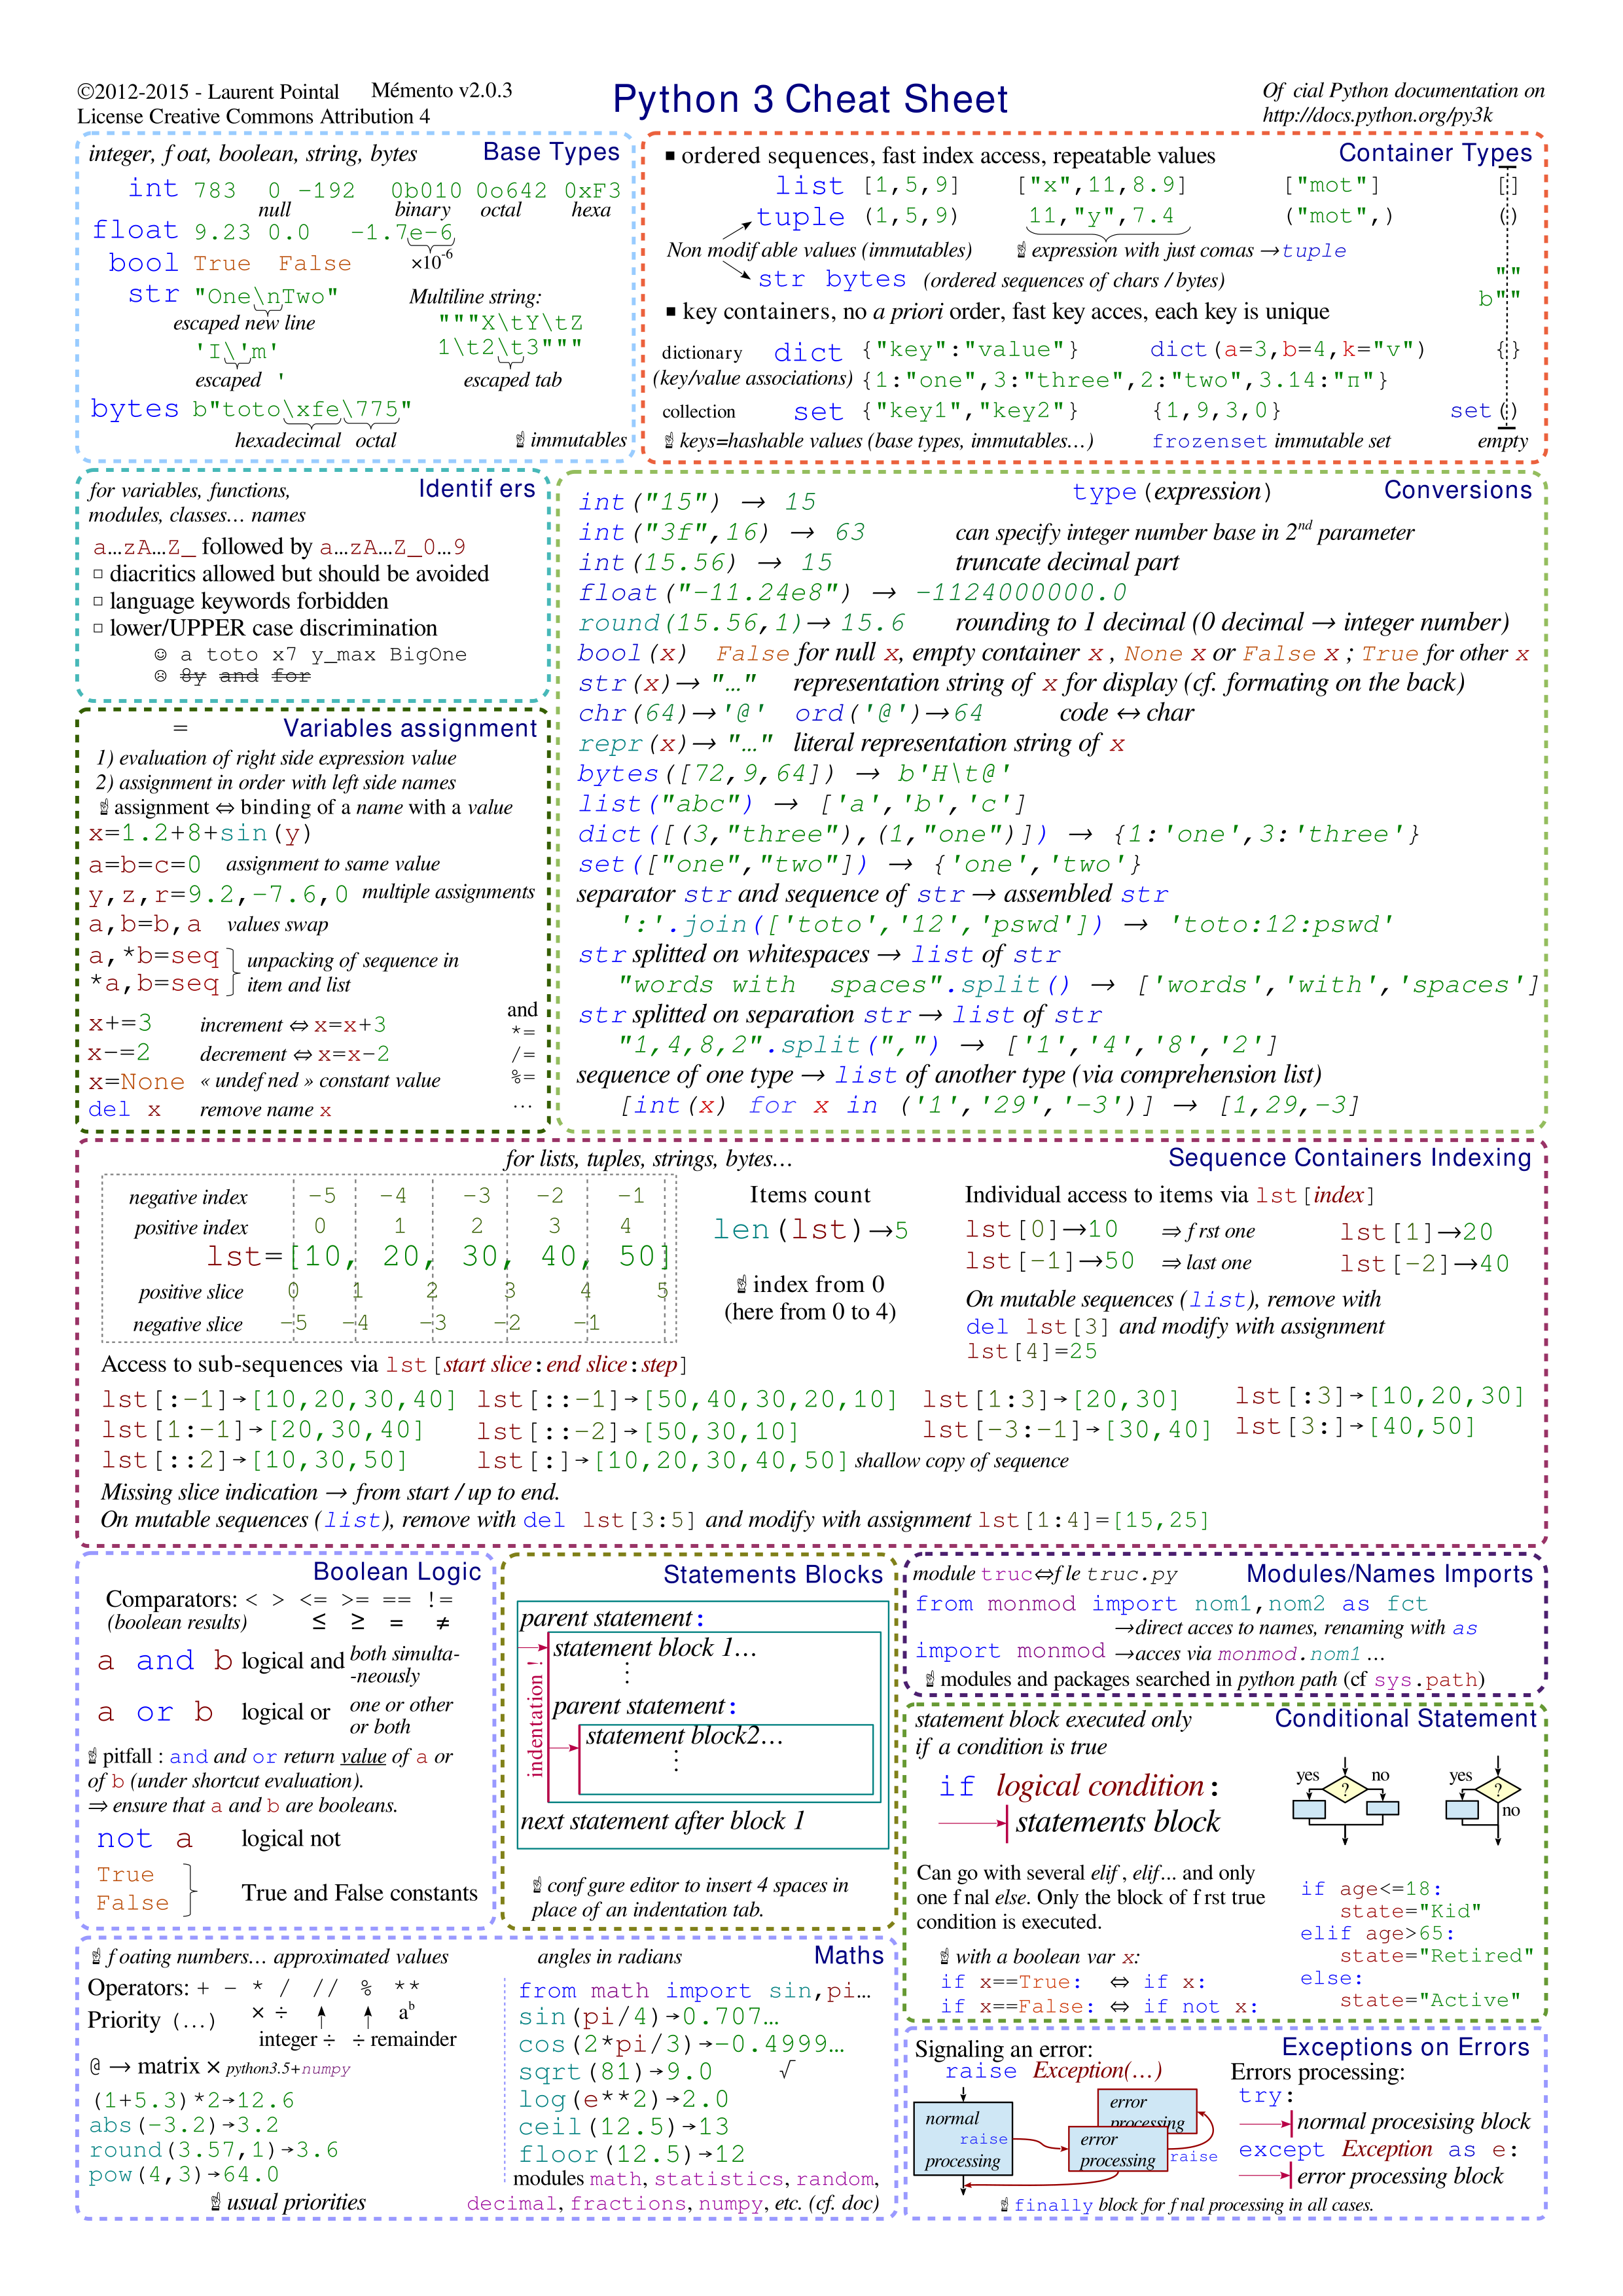 ©2012-2015 - Laurent Pointal Mémento v2.0.3
License Creative Commons Attribution 4
Python 3 Cheat Sheet
Of cial Python documentation on
http://docs.python.org/py3k
integer, f oat, boolean, string, bytes Base Types
int 783 0 -192 0b010 0o642 0xF3
null binary octal hexa
float 9.23 0.0 -1.7e-6
bool True False ×10-6
str "One\nTwo" Multiline string:
escaped new line """X\tY\tZ
'I\'m' 1\t2\t3"""
escaped ' escaped tab
bytes b"toto\xfe\775"
hexadecimal octal ☝ immutables
■ ordered sequences, fast index access, repeatable values Container Types
list [1,5,9] ["x",11,8.9] ["mot"] []
tuple (1,5,9) 11,"y",7.4 ("mot",) ()
Non modif able values (immutables) ☝ expression with just comas →tuple
""
str bytes (ordered sequences of chars / bytes)
b""
■ key containers, no a priori order, fast key acces, each key is unique
dictionary dict {"key":"value"} dict(a=3,b=4,k="v") {}
(key/value associations) {1:"one",3:"three",2:"two",3.14:"π"}
collection set {"key1","key2"} {1,9,3,0} set()
☝ keys=hashable values (base types, immutables…) frozenset immutable set empty
for variables, functions, Identif ers
modules, classes… names
a…zA…Z_ followed by a…zA…Z_0…9
□ diacritics allowed but should be avoided
□ language keywords forbidden
□ lower/UPPER case discrimination
☺ a toto x7 y_max BigOne
☹ 8y and for
= Variables assignment
1) evaluation of right side expression value
2) assignment in order with left side names
☝ assignment ⇔ binding of a name with a value
x=1.2+8+sin(y)
a=b=c=0 assignment to same value
y,z,r=9.2,-7.6,0 multiple assignments
a,b=b,a values swap
a,*b=seq unpacking of sequence in
*a,b=seq item and list
and
x+=3 increment ⇔ x=x+3 *=
x-=2 decrement ⇔ x=x-2 /=
x=None « undef ned » constant value %=
del x remove name x …
type(expression) Conversions
int("15") → 15
int("3f",16) → 63 can specify integer number base in 2nd parameter
int(15.56) → 15 truncate decimal part
float("-11.24e8") → -1124000000.0
round(15.56,1)→ 15.6 rounding to 1 decimal (0 decimal → integer number)
bool(x) False for null x, empty container x , None x or False x ; True for other x
str(x)→ "…" representation string of x for display (cf. formating on the back)
chr(64)→'@' ord('@')→64 code ↔ char
repr(x)→ "…" literal representation string of x
bytes([72,9,64]) → b'H\t@'
list("abc") → ['a','b','c']
dict([(3,"three"),(1,"one")]) → {1:'one',3:'three'}
set(["one","two"]) → {'one','two'}
separator str and sequence of str → assembled str
':'.join(['toto','12','pswd']) → 'toto:12:pswd'
str splitted on whitespaces → list of str
"words with  spaces".split() → ['words','with','spaces']
str splitted on separation str → list of str
"1,4,8,2".split(",") → ['1','4','8','2']
sequence of one type → list of another type (via comprehension list)
[int(x) for x in ('1','29','-3')] → [1,29,-3]
for lists, tuples, strings, bytes… Sequence Containers Indexing
negative index -5 -4 -3 -2 -1
positive index 0 1 2 3 4
lst=[10, 20, 30, 40, 50]
positive slice 0 1 2 3 4 5
negative slice -5 -4 -3 -2 -1
Items count
len(lst)→5
☝ index from 0
(here from 0 to 4)
Individual access to items via lst[index]
lst[0]→10 ⇒ f rst one lst[1]→20
lst[-1]→50 ⇒ last one lst[-2]→40
On mutable sequences (list), remove with
del lst[3] and modify with assignment
lst[4]=25
Access to sub-sequences via lst[start slice:end slice:step]
lst[:-1]→[10,20,30,40] lst[::-1]→[50,40,30,20,10] lst[1:3]→[20,30] lst[:3]→[10,20,30]
lst[1:-1]→[20,30,40] lst[::-2]→[50,30,10] lst[-3:-1]→[30,40] lst[3:]→[40,50]
lst[::2]→[10,30,50] lst[:]→[10,20,30,40,50] shallow copy of sequence
Missing slice indication → from start / up to end.
On mutable sequences (list), remove with del lst[3:5] and modify with assignment lst[1:4]=[15,25]
Boolean Logic
Comparators: < > <= >= == !=
(boolean results) ≤ ≥ = ≠
a and b logical and both simulta-
-neously
a or b logical or one or other
or both
☝ pitfall : and and or return value of a or
of b (under shortcut evaluation).
⇒ ensure that a and b are booleans.
not a logical not
True
False True and False constants
Statements Blocks
parent statement:
statement block 1…
⋮
parent statement:
statement block2…
⋮
indentation !
next statement after block 1
☝ conf gure editor to insert 4 spaces in
place of an indentation tab.
module truc⇔f le truc.py Modules/Names Imports
from monmod import nom1,nom2 as fct
→direct acces to names, renaming with as
import monmod →acces via monmod.nom1 …
☝ modules and packages searched in python path (cf sys.path)
statement block executed only Conditional Statement
if a condition is true
if logical condition:
statements block
yes ? no
yes ? no
Can go with several elif, elif... and only
one f nal else. Only the block of f rst true
condition is executed.
☝ with a boolean var x:
if x==True: ⇔ if x:
if x==False: ⇔ if not x:
if age<=18:
state="Kid"
elif age>65:
state="Retired"
else:
state="Active"
☝ f oating numbers… approximated values angles in radians Maths
Operators: + - * / // % **
Priority (…) × ÷ ab
integer ÷ ÷ remainder
@ → matrix × python3.5+numpy
(1+5.3)*2→12.6
abs(-3.2)→3.2
round(3.57,1)→3.6
pow(4,3)→64.0
☝ usual priorities
from math import sin,pi…
sin(pi/4)→0.707…
cos(2*pi/3)→-0.4999…
sqrt(81)→9.0 √
log(e**2)→2.0
ceil(12.5)→13
floor(12.5)→12
modules math, statistics, random,
decimal, fractions, numpy, etc. (cf. doc)
Exceptions on Errors
Signaling an error:
raise Exception(…)
normal
raise
processing
error
processing
error
processing
raise
Errors processing:
try:
normal procesising block
except Exception as e:
error processing block
☝ finally block for f nal processing in all cases.